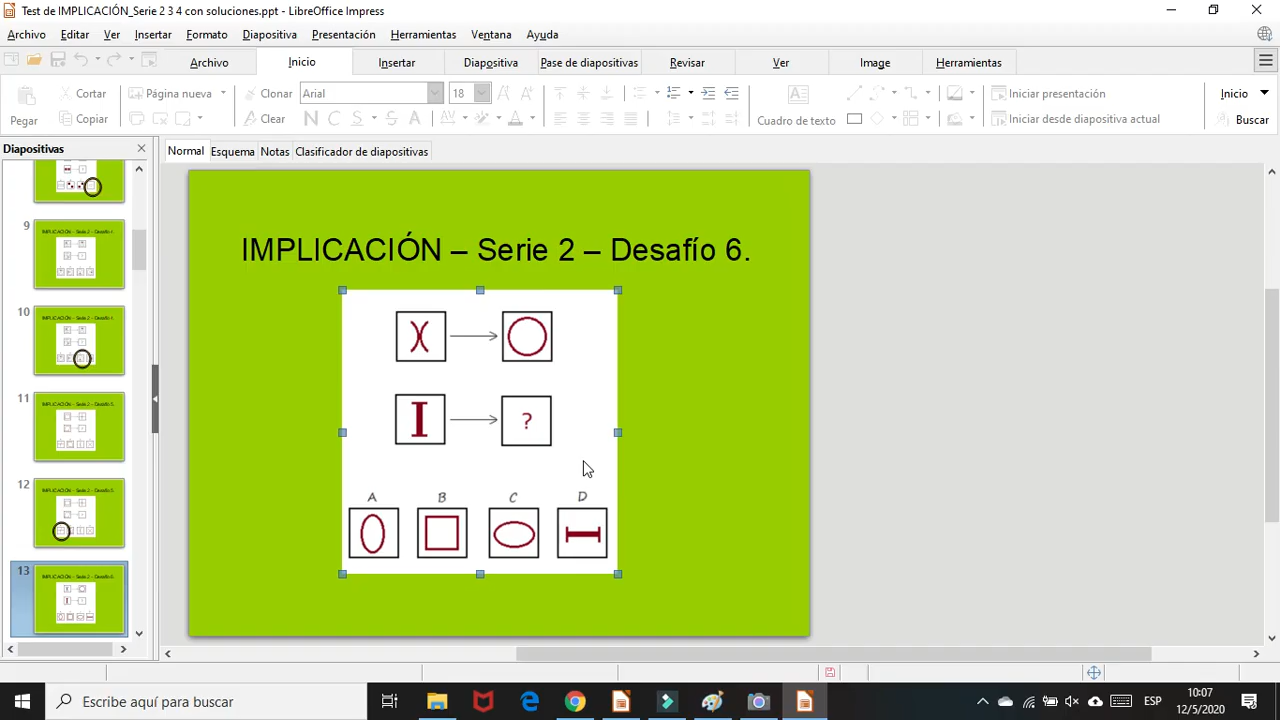 Test de IMPLICACIÓN_Serie 2 3 4 con soluciones.ppt - LibreOffice Impress
Archivo Editar Ver Insertar Formato Diapositiva Presentación Herramientas Ventana Ayuda
Archivo Inicio Insertar Diapositiva Pase de diapositivas Revisar Ver Image Herramientas
Pegar
Cortar
Copiar
Página nueva
Clonar
Clear
Arial 18
Cuadro de texto
Iniciar presentación
Iniciar desde diapositiva actual
Inicio
Buscar
Diapositivas
Normal Esquema Notas Clasificador de diapositivas
9
10
11
12
13
IMPLICACIÓN – Serie 2 – Desafío 6.
?
A B C D
Escribe aquí para buscar
ESP
10:07
12/5/2020